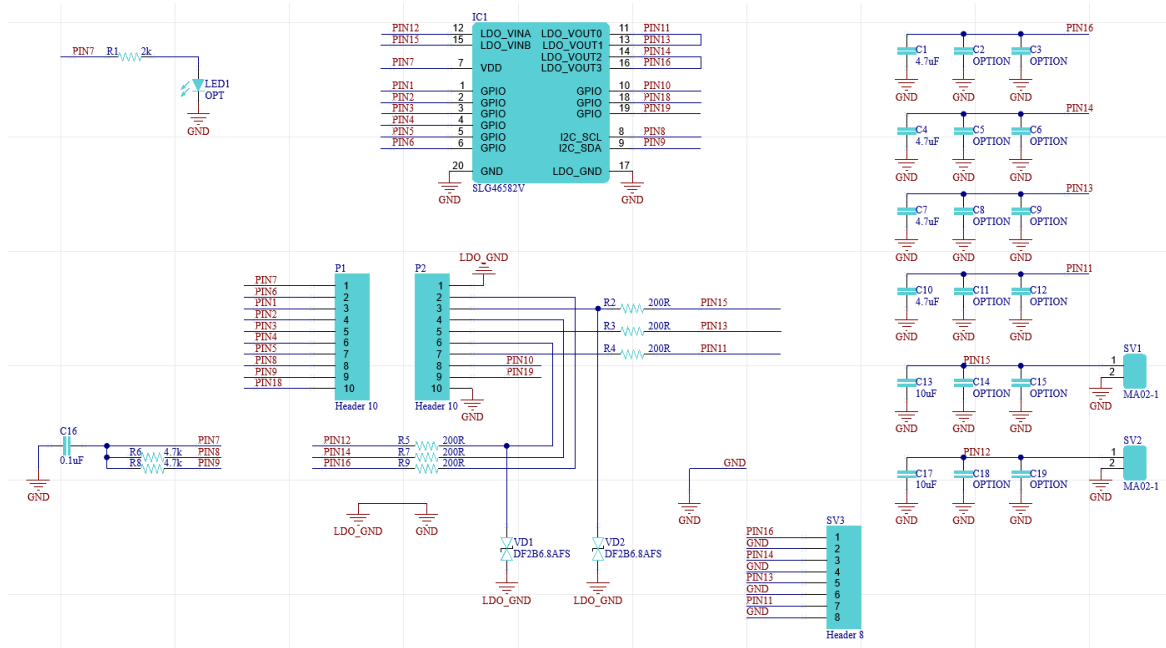 IC1
PIN12 12 LDO_VINA LDO_VOUT0 11 PIN11
PIN15 15 LDO_VINB LDO_VOUT1 13 PIN13
LDO_VOUT2 14 PIN14
PIN7 7 VDD LDO_VOUT3 16 PIN16
PIN1 1 GPIO GPIO 10 PIN10
PIN2 2 GPIO GPIO 18 PIN18
PIN3 3 GPIO GPIO 19 PIN19
PIN4 4 GPIO
PIN5 5 GPIO I2C_SCL 8 PIN8
PIN6 6 GPIO I2C_SDA 9 PIN9
20 GND LDO_GND 17
SLG46582V
GND GND
PIN7 R1 2k
LED1
OPT
GND
PIN16
C1 C2 C3
4.7uF OPTION OPTION
GND GND GND
PIN14
C4 C5 C6
4.7uF OPTION OPTION
GND GND GND
PIN13
C7 C8 C9
4.7uF OPTION OPTION
GND GND GND
PIN11
C10 C11 C12
4.7uF OPTION OPTION
GND GND GND
PIN15
C13 C14 C15
10uF OPTION OPTION
GND GND GND
SV1
1
2
GND
MA02-1
PIN12
C17 C18 C19
10uF OPTION OPTION
GND GND GND
SV2
1
2
GND
MA02-1
P1
PIN7 1
PIN6 2
PIN1 3
PIN2 4
PIN3 5
PIN4 6
PIN5 7
PIN8 8
PIN9 9
PIN18 10
Header 10
LDO_GND
P2
1
2
3 R2 200R PIN15
4
5 R3 200R PIN13
6
7 R4 200R PIN11
8 PIN10
9 PIN19
10
Header 10
GND
C16
0.1uF
GND
PIN7
R6 4.7k PIN8
R8 4.7k PIN9
PIN12 R5 200R
PIN14 R7 200R
PIN16 R9 200R
LDO_GND GND
VD1
DF2B6.8AFS
LDO_GND
VD2
DF2B6.8AFS
LDO_GND
GND
GND
SV3
PIN16 1
GND 2
PIN14 3
GND 4
PIN13 5
GND 6
PIN11 7
GND 8
Header 8